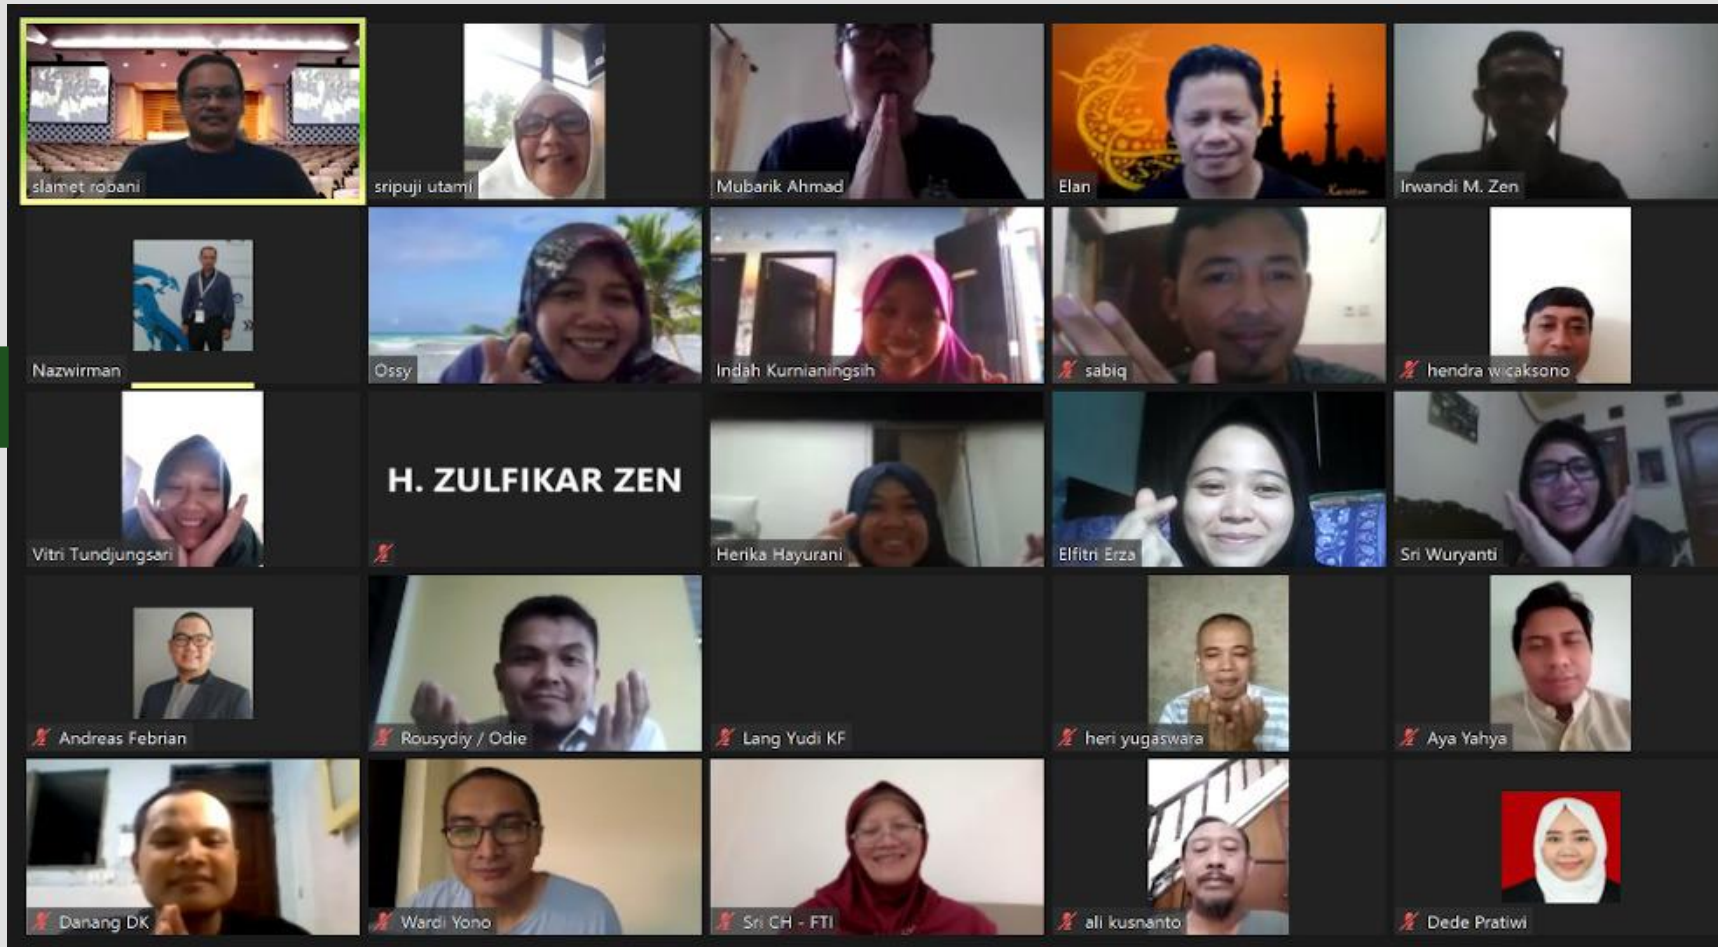 slamet robani
sripuji utami
Mubarik Ahmad
Elan
Kareem
Irwandi M. Zen
Nazwirman
Ossy
Indah Kurnianingsih
sabiq
hendra wicaksono
Vitri Tundjungsari
H. ZULFIKAR ZEN
Herika Hayurani
Elfitri Erza
Sri Wuryanti
Andreas Febrian
Rousydiy / Odie
Lang Yudi KF
heri yugaswara
Aya Yahya
Danang DK
Wardi Yono
Sri CH - FTI
ali kusnanto
Dede Pratiwi